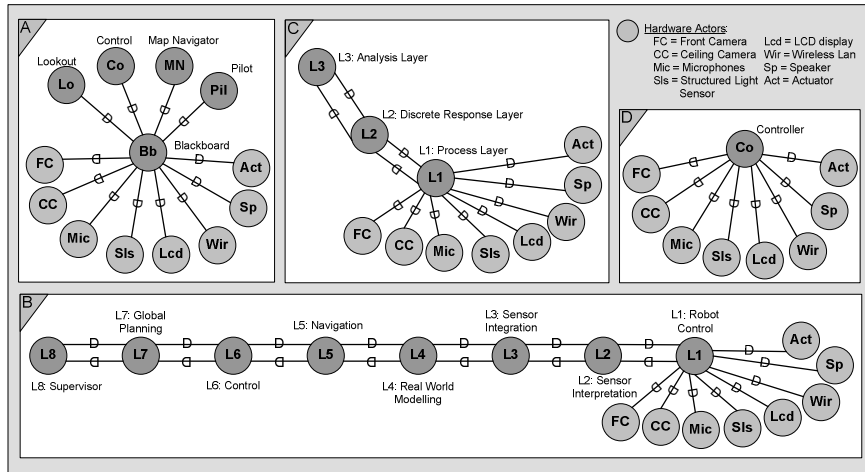 A
Control
Map Navigator
Lookout
Co
MN
Pilot
Lo
Pil
Bb
Blackboard
FC
Act
CC
Sp
Mic
Sls
Lcd
Wir
C
L3
L3: Analysis Layer
L2: Discrete Response Layer
L2
L1: Process Layer
L1
Act
Sp
Wir
FC
CC
Mic
Sls
Lcd
Hardware Actors:
FC = Front Camera
Lcd = LCD display
CC = Ceiling Camera
Wir = Wireless Lan
Mic = Microphones
Sp = Speaker
Sls = Structured Light
Act = Actuator
Sensor
D
Controller
Co
FC
Act
CC
Sp
Mic
Sls
Lcd
Wir
B
L7: Global
Planning
L5: Navigation
L3: Sensor
Integration
L1: Robot
Control
L8
L7
L6
L5
L4
L3
L2
L1
Act
Sp
Wir
L8: Supervisor
L6: Control
L4: Real World
Modelling
L2: Sensor
Interpretation
FC
CC
Mic
Sls
Lcd
D D D D D D D D D D D D D D D D